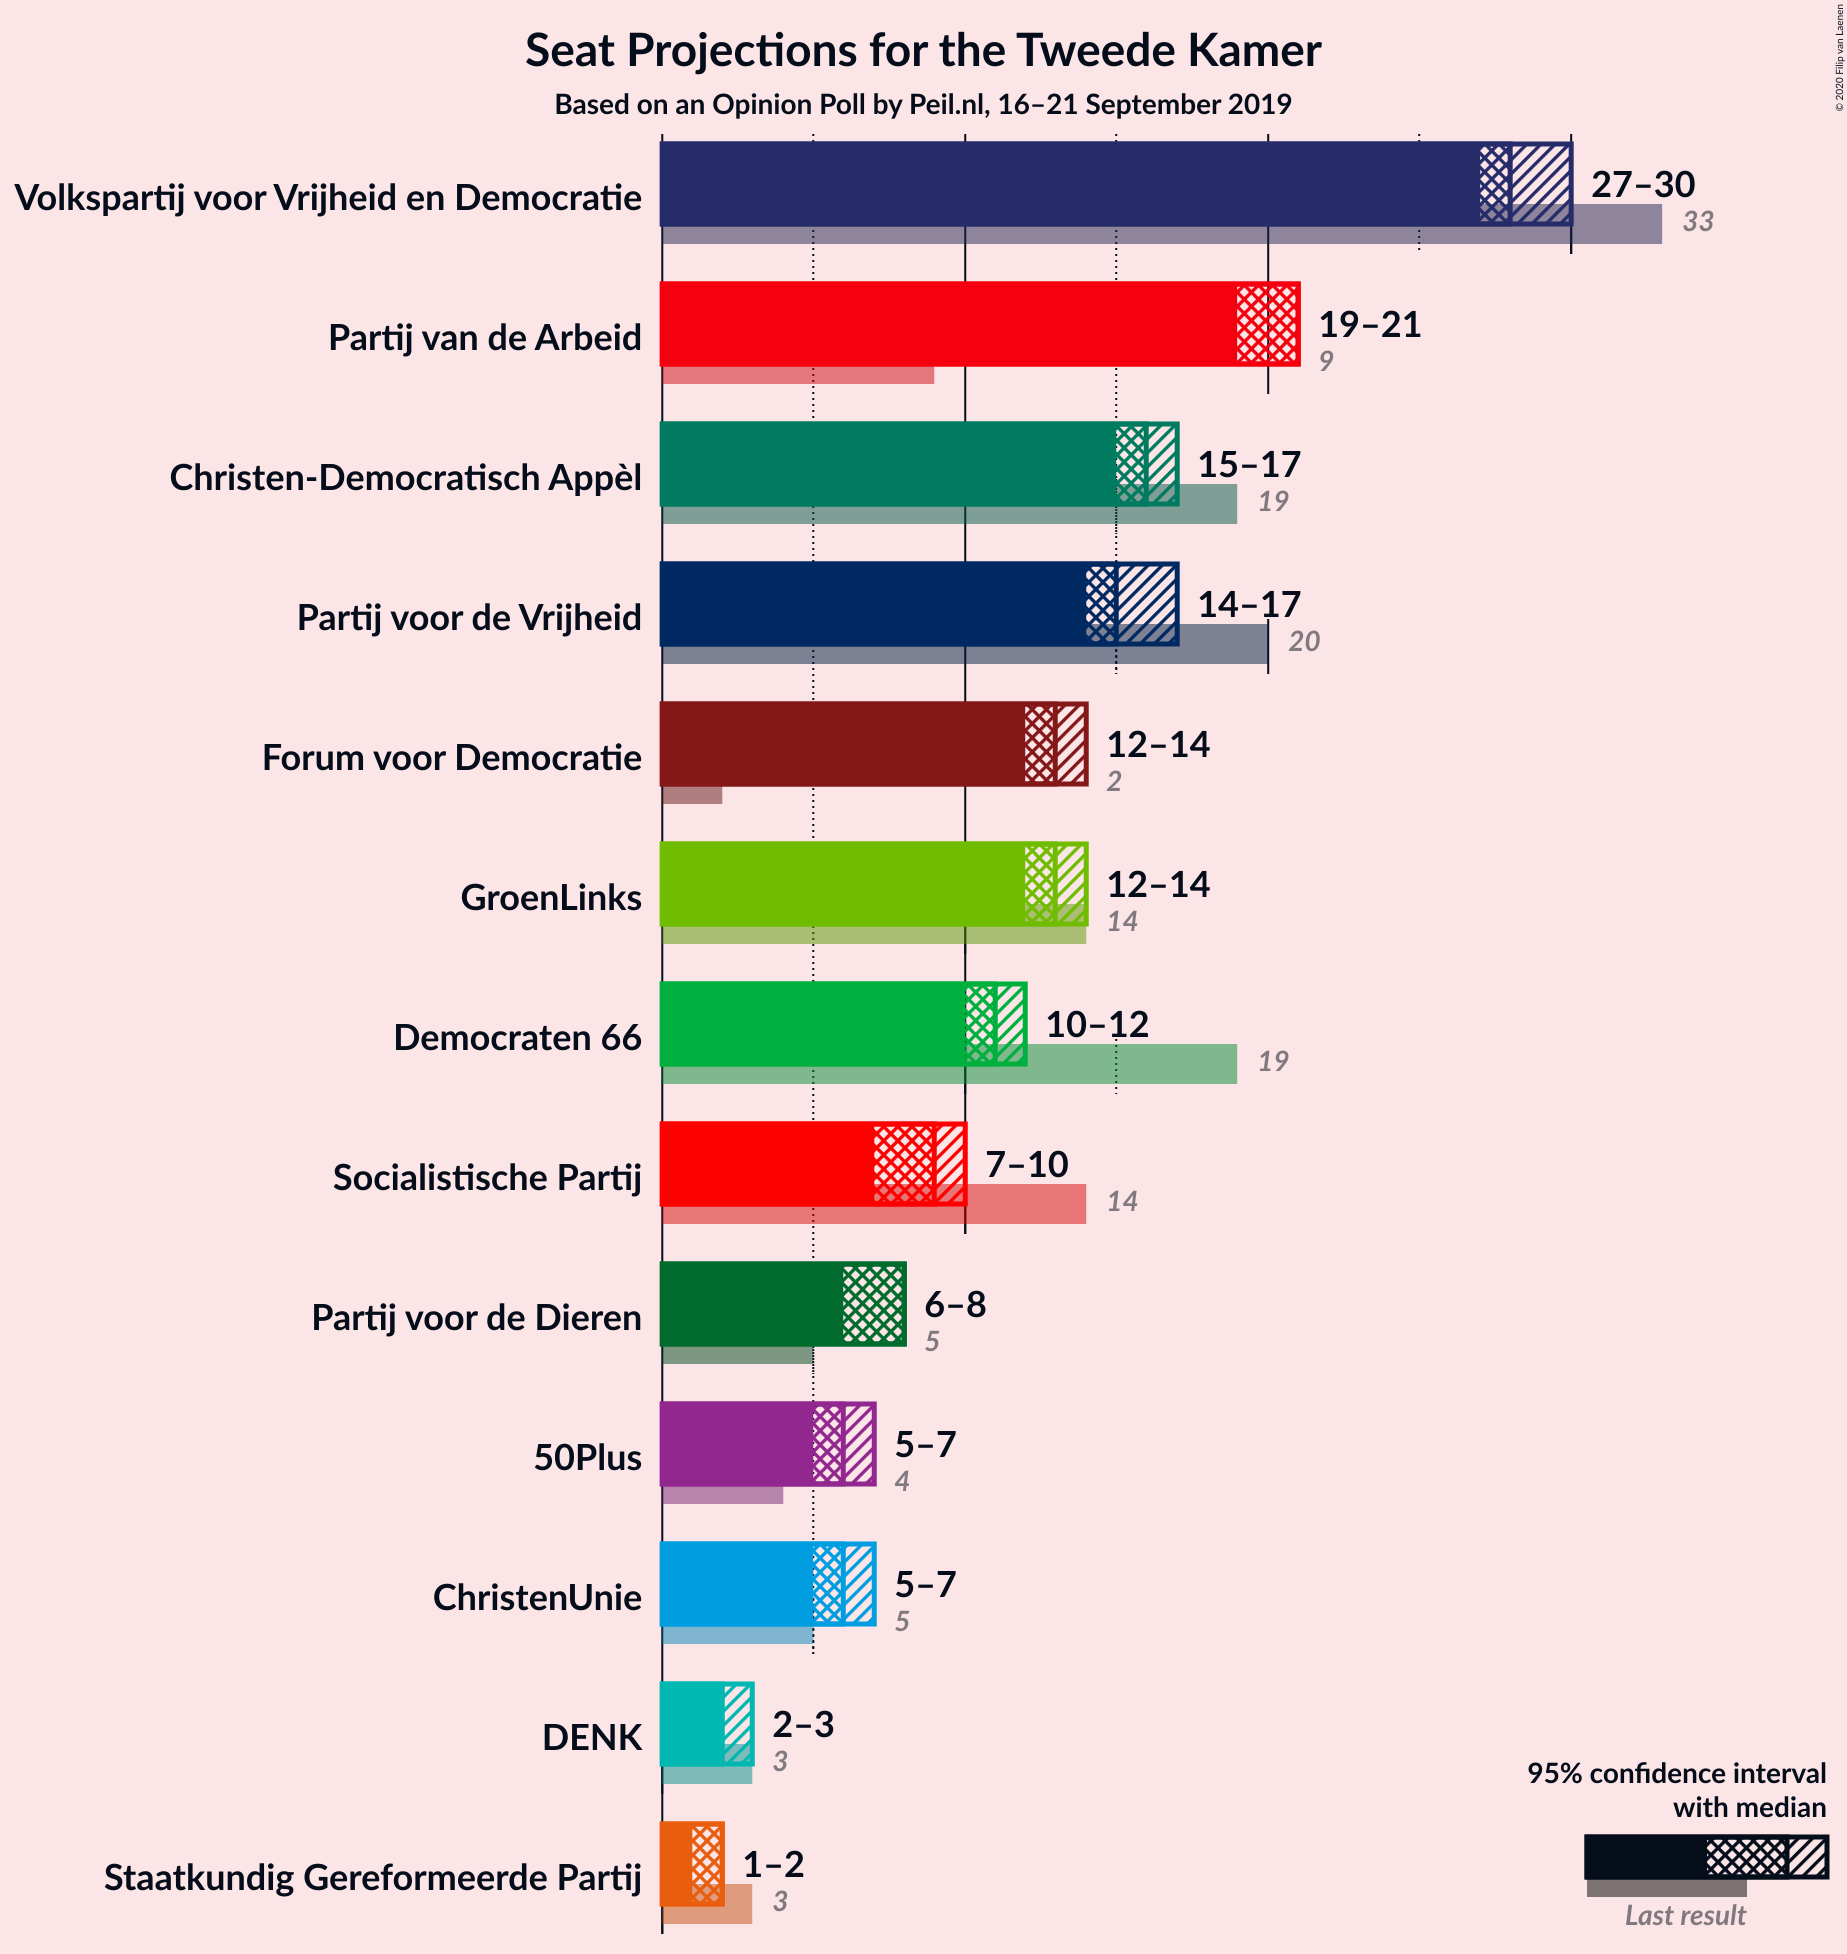 Seat Projections for the Tweede Kamer
Based on an Opinion Poll by Peil.nl, 16–21 September 2019
© 2020 Filip van Laenen
Volkspartij voor Vrijheid en Democratie
27–30
33
Partij van de Arbeid
19–21
9
Christen-Democratisch Appèl
15–17
19
Partij voor de Vrijheid
14–17
20
Forum voor Democratie
12–14
2
GroenLinks
12–14
14
Democraten 66
10–12
19
Socialistische Partij
7–10
14
Partij voor de Dieren
6–8
5
50Plus
5–7
4
ChristenUnie
5–7
5
DENK
2–3
3
Staatkundig Gereformeerde Partij
1–2
3
95% confidence interval
with median
Last result